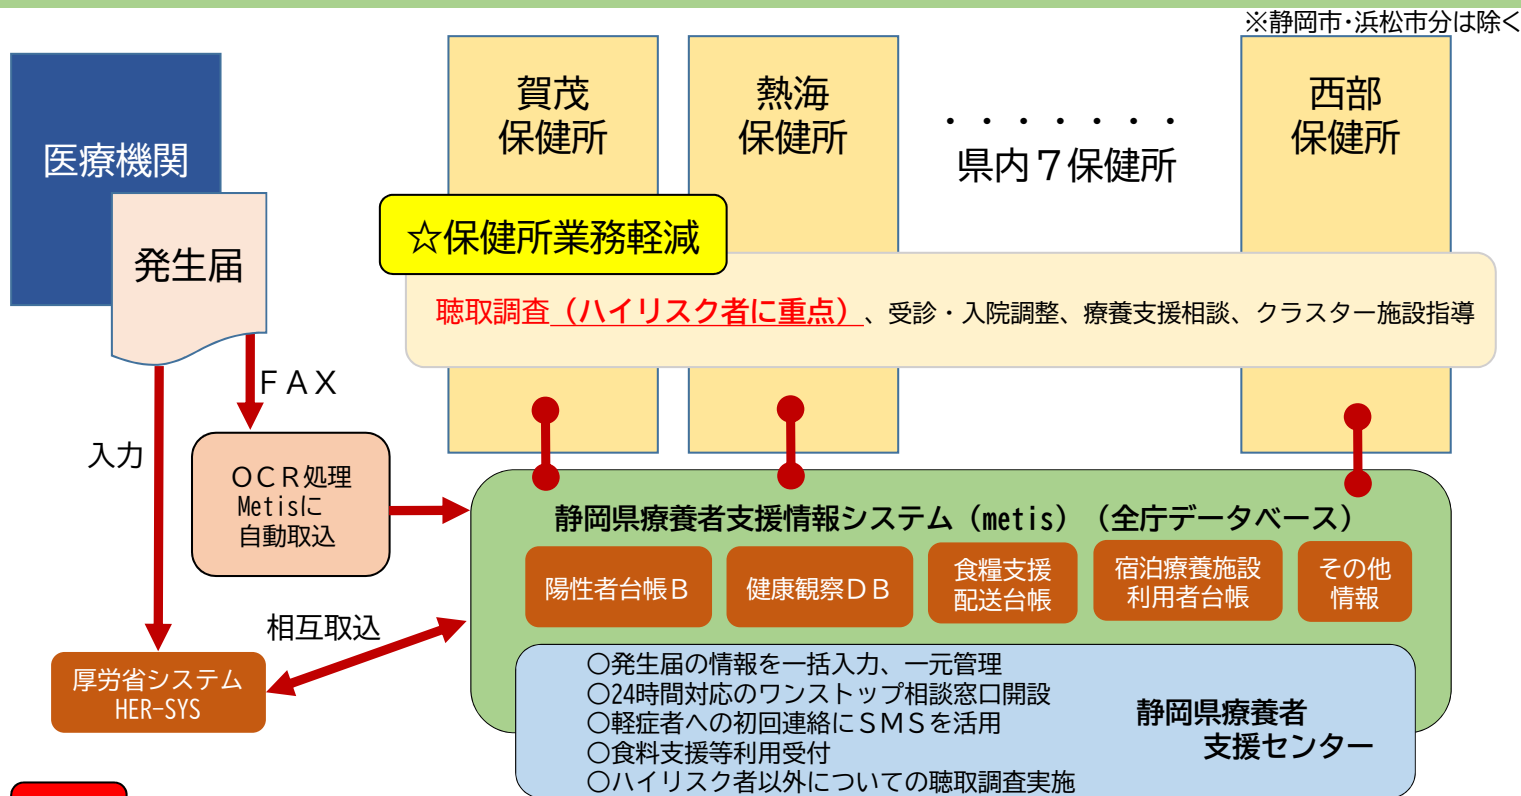 ※静岡市・浜松市分は除く
医療機関
発生届
賀茂
保健所
熱海
保健所
・・・・・・・
県内７保健所
西部
保健所
☆保健所業務軽減
聴取調査（ハイリスク者に重点）、受診・入院調整、療養支援相談、クラスター施設指導
ＦＡＸ
入力
ＯＣＲ処理
Metisに
自動取込
静岡県療養者支援情報システム（metis）（全庁データベース）
陽性者台帳Ｂ
健康観察ＤＢ
食糧支援
配送台帳
宿泊療養施設
利用者台帳
その他
情報
相互取込
厚労省システム
HER-SYS
○発生届の情報を一括入力、一元管理
○24時間対応のワンストップ相談窓口開設
○軽症者への初回連絡にＳＭＳを活用
○食料支援等利用受付
○ハイリスク者以外についての聴取調査実施
静岡県療養者
支援センター